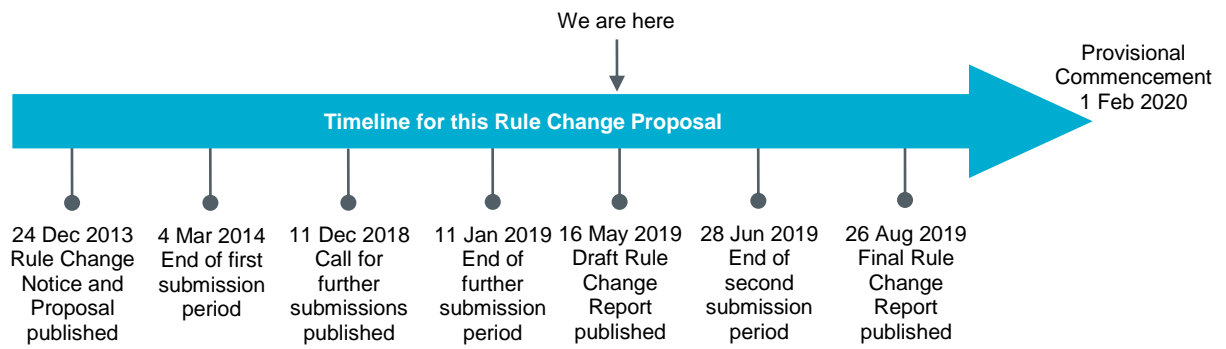 We are here
Provisional
Commencement
1 Feb 2020
Timeline for this Rule Change Proposal
24 Dec 2013
Rule Change
Notice and
Proposal
published
4 Mar 2014
End of first
submission
period
11 Dec 2018
Call for
further
submissions
published
11 Jan 2019
End of
further
submission
period
16 May 2019
Draft Rule
Change
Report
published
28 Jun 2019
End of
second
submission
period
26 Aug 2019
Final Rule
Change
Report
published